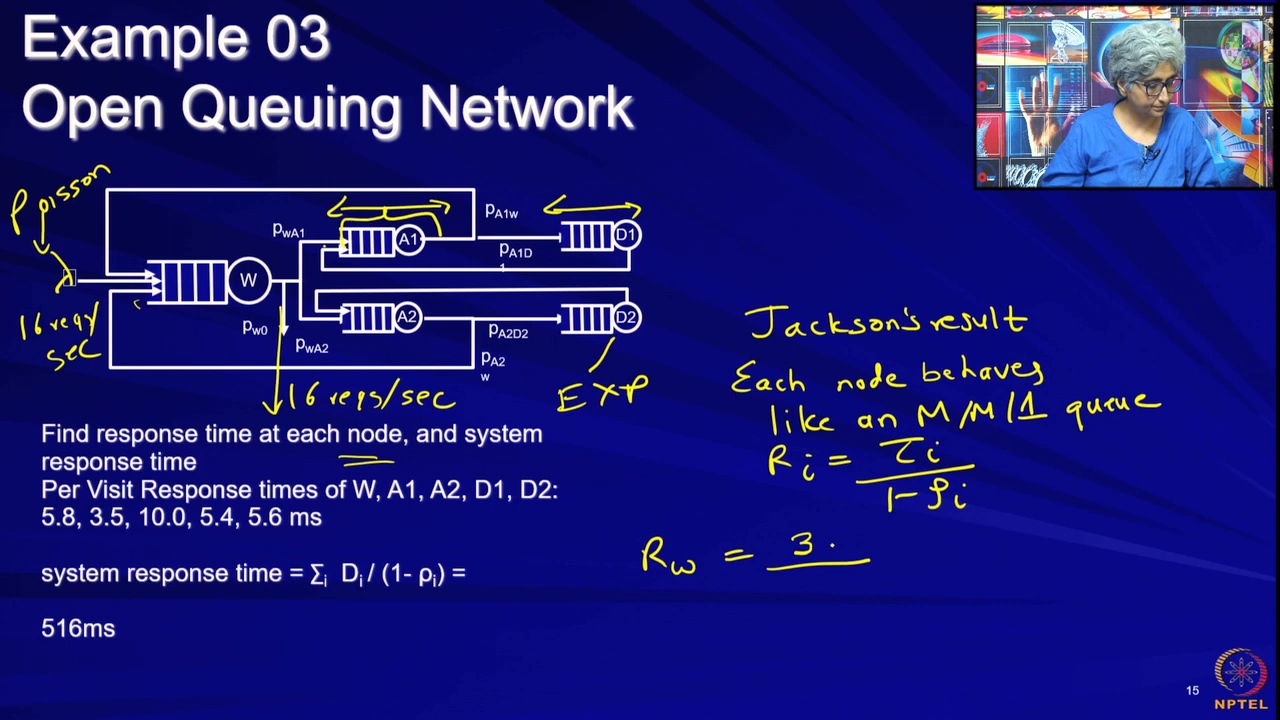 Example 03
Open Queuing Network
Poisson
16 reqs/
sec
W
pwA1
A1
pA1w
pA1D
1
D1
pw0
pwA2
A2
pA2D2
pA2
w
D2
16 reqs/sec
EXP
Find response time at each node, and system
response time
Per Visit Response times of W, A1, A2, D1, D2:
5.8, 3.5, 10.0, 5.4, 5.6 ms
system response time = Σi Di / (1- ρi) =
516ms
Jackson's result
Each node behaves
like an M/M/1 queue
Ri = τi
1-ρi
Rw = 3.
15
NPTEL